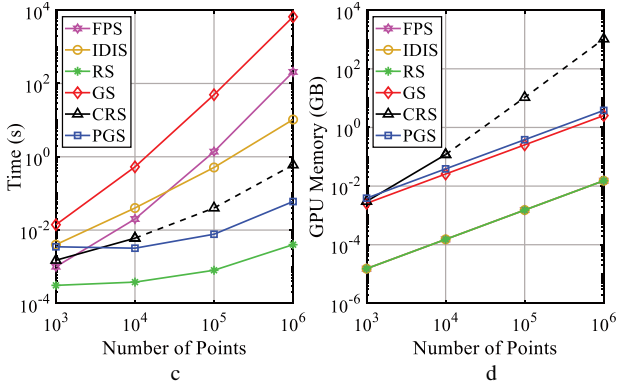 10^4
10^2
10^0
10^-2
10^-4
Time (s)
FPS
IDIS
RS
GS
CRS
PGS
10^3 10^4 10^5 10^6
Number of Points
c
10^4
10^2
10^0
10^-2
10^-4
10^-6
GPU Memory (GB)
FPS
IDIS
RS
GS
CRS
PGS
10^3 10^4 10^5 10^6
Number of Points
d